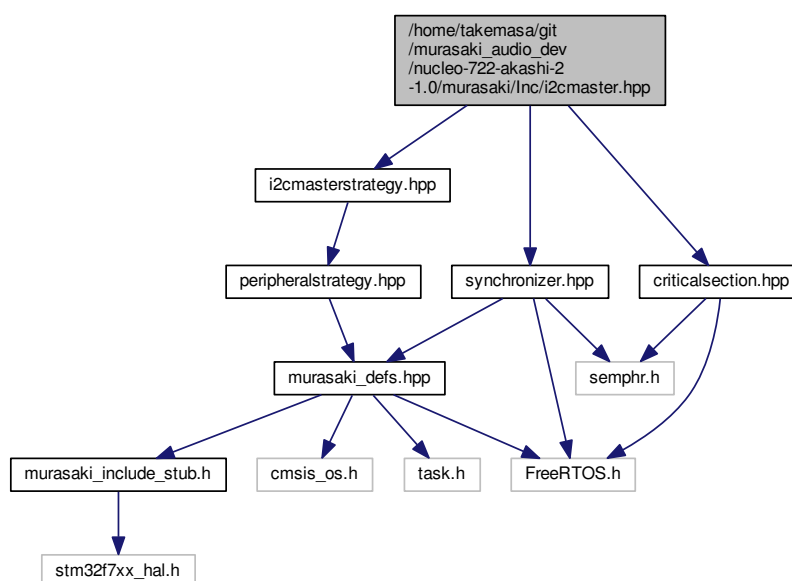 /home/takemasa/git
/murasaki_audio_dev
/nucleo-722-akashi-2
-1.0/murasaki/Inc/i2cmaster.hpp
i2cmasterstrategy.hpp
peripheralstrategy.hpp
synchronizer.hpp
criticalsection.hpp
murasaki_defs.hpp
semphr.h
murasaki_include_stub.h
cmsis_os.h
task.h
FreeRTOS.h
stm32f7xx_hal.h